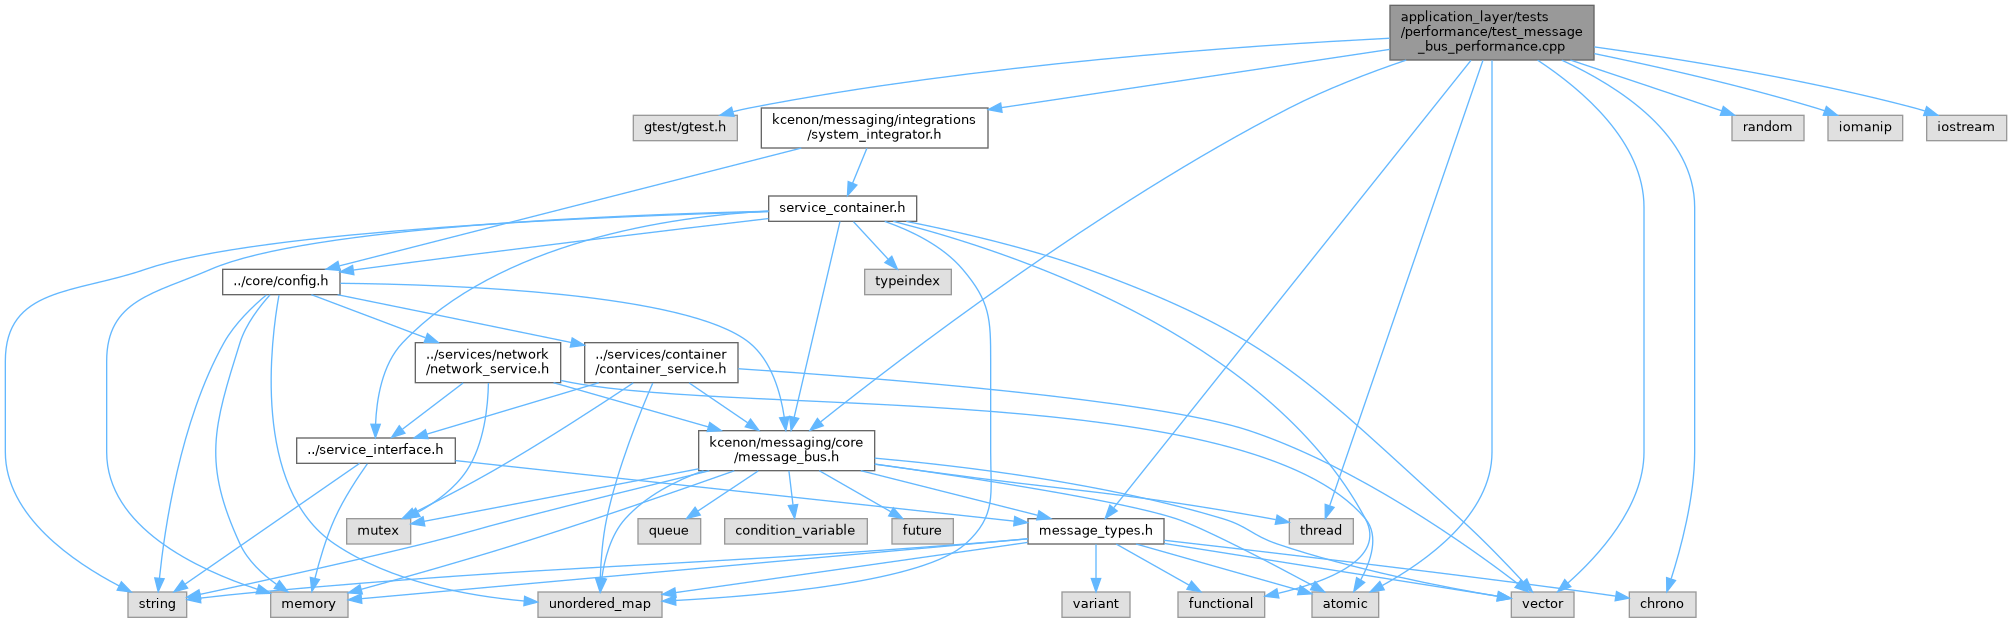 application_layer/tests
/performance/test_message
_bus_performance.cpp
gtest/gtest.h
kcenon/messaging/integrations
/system_integrator.h
random
iomanip
iostream
service_container.h
../core/config.h
typeindex
../services/network
/network_service.h
../services/container
/container_service.h
../service_interface.h
kcenon/messaging/core
/message_bus.h
mutex
queue
condition_variable
future
message_types.h
thread
string
memory
unordered_map
variant
functional
atomic
vector
chrono